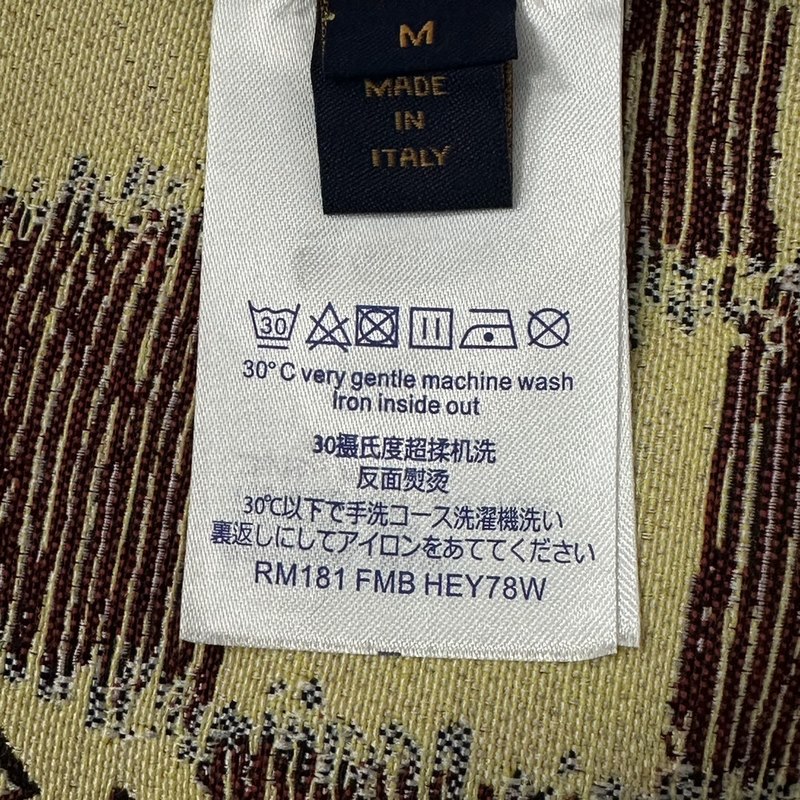 M
MADE
IN
ITALY
30
30°C very gentle machine wash
Iron inside out
30摄氏度超揉机洗
反面熨烫
30℃以下で手洗コース洗濯機洗い
裏返しにしてアイロンをあててください
RM181 FMB HEY78W